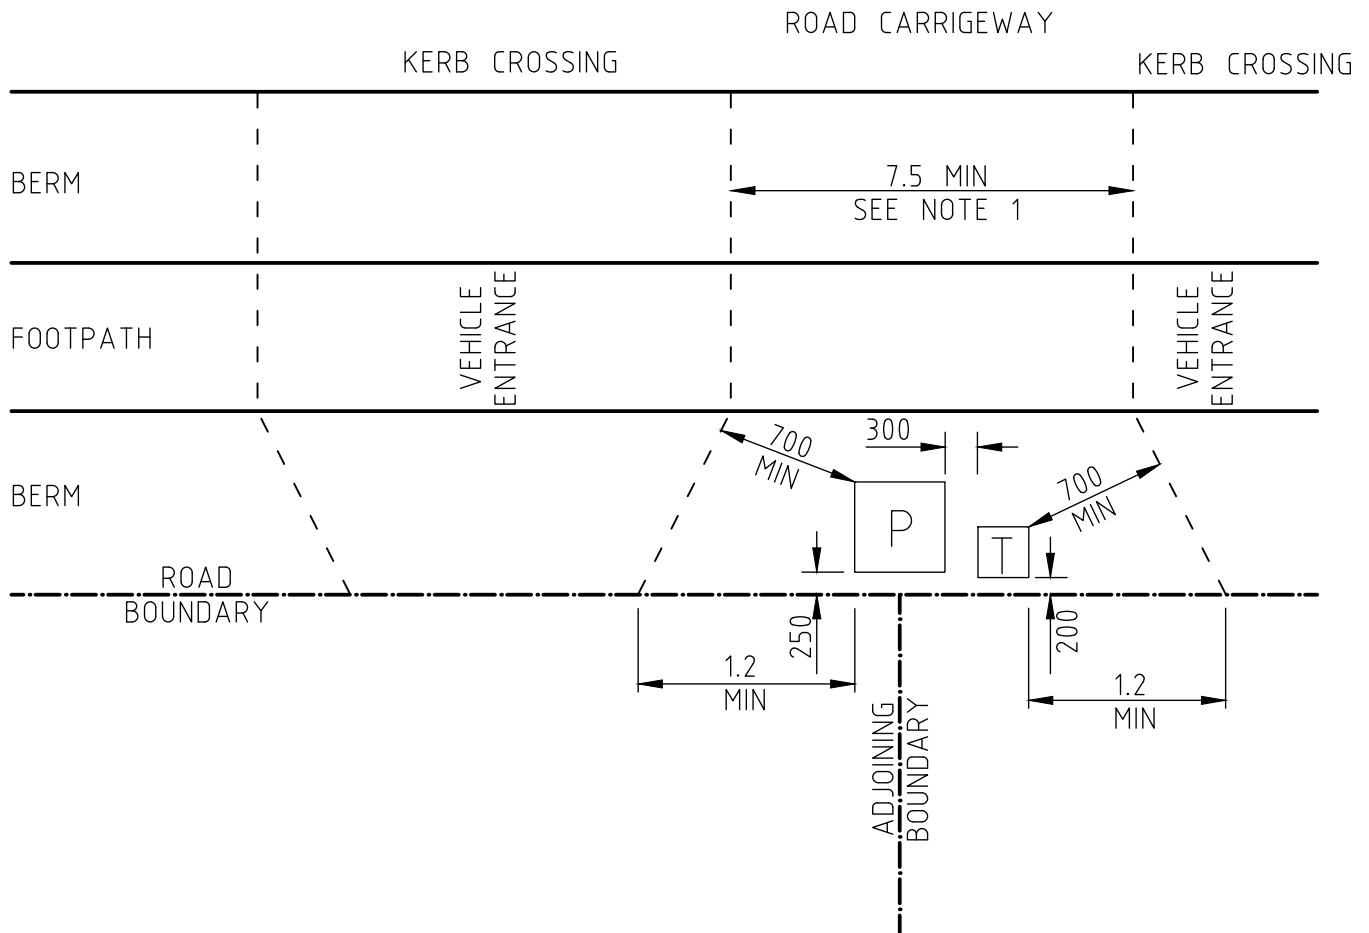 ROAD CARRIGEWAY
KERB CROSSING
KERB CROSSING
BERM
7.5 MIN
SEE NOTE 1
FOOTPATH
VEHICLE
ENTRANCE
VEHICLE
ENTRANCE
BERM
700
MIN
300
700
MIN
P
T
ROAD
BOUNDARY
250
200
1.2
MIN
1.2
MIN
ADJOINING
BOUNDARY